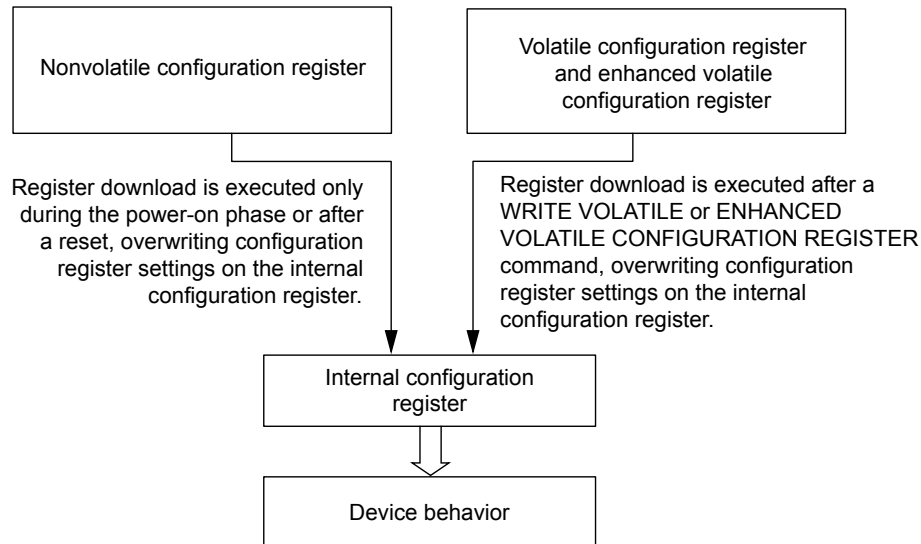 Nonvolatile configuration register
Volatile configuration register
and enhanced volatile
configuration register
Register download is executed only
during the power-on phase or after
a reset, overwriting configuration
register settings on the internal
configuration register.
Register download is executed after a
WRITE VOLATILE or ENHANCED
VOLATILE CONFIGURATION REGISTER
command, overwriting configuration
register settings on the internal
configuration register.
Internal configuration
register
Device behavior